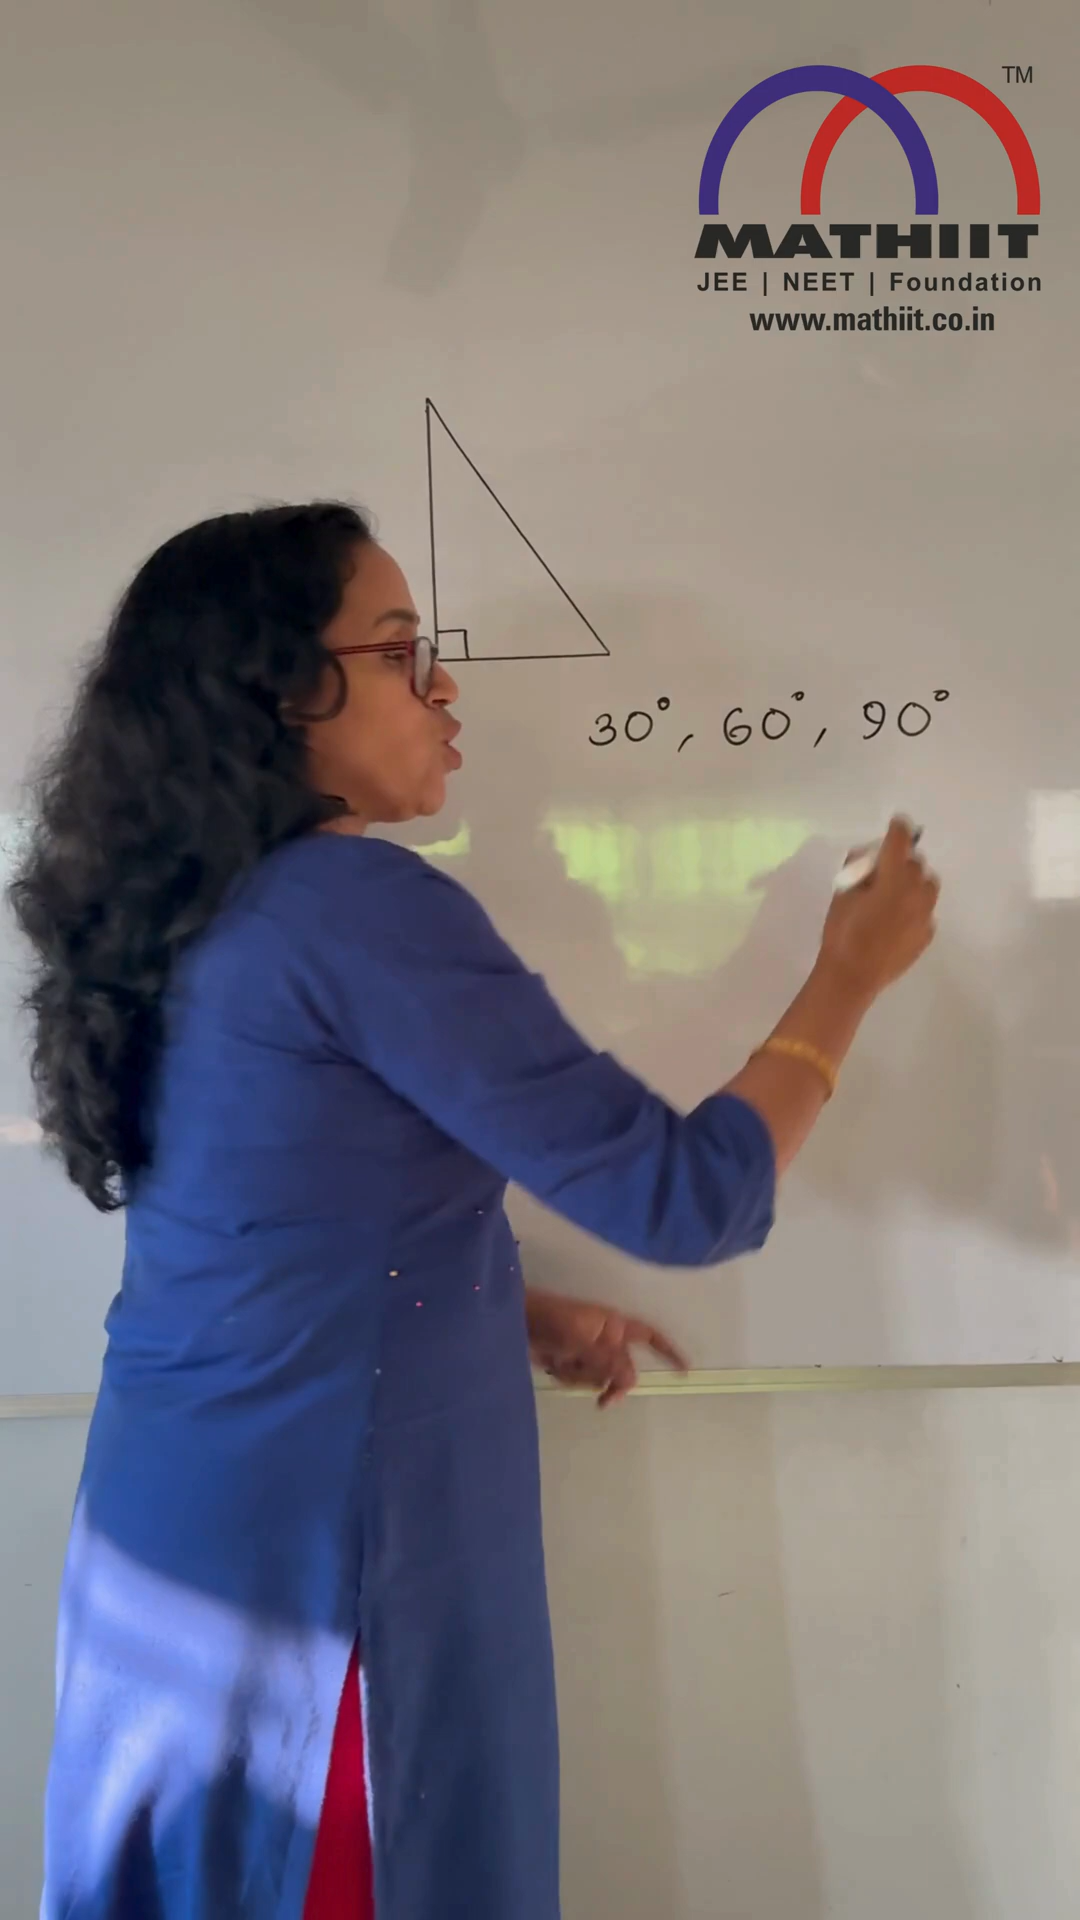 TM
MATHIIT
JEE | NEET | Foundation
www.mathiit.co.in
30°, 60°, 90°